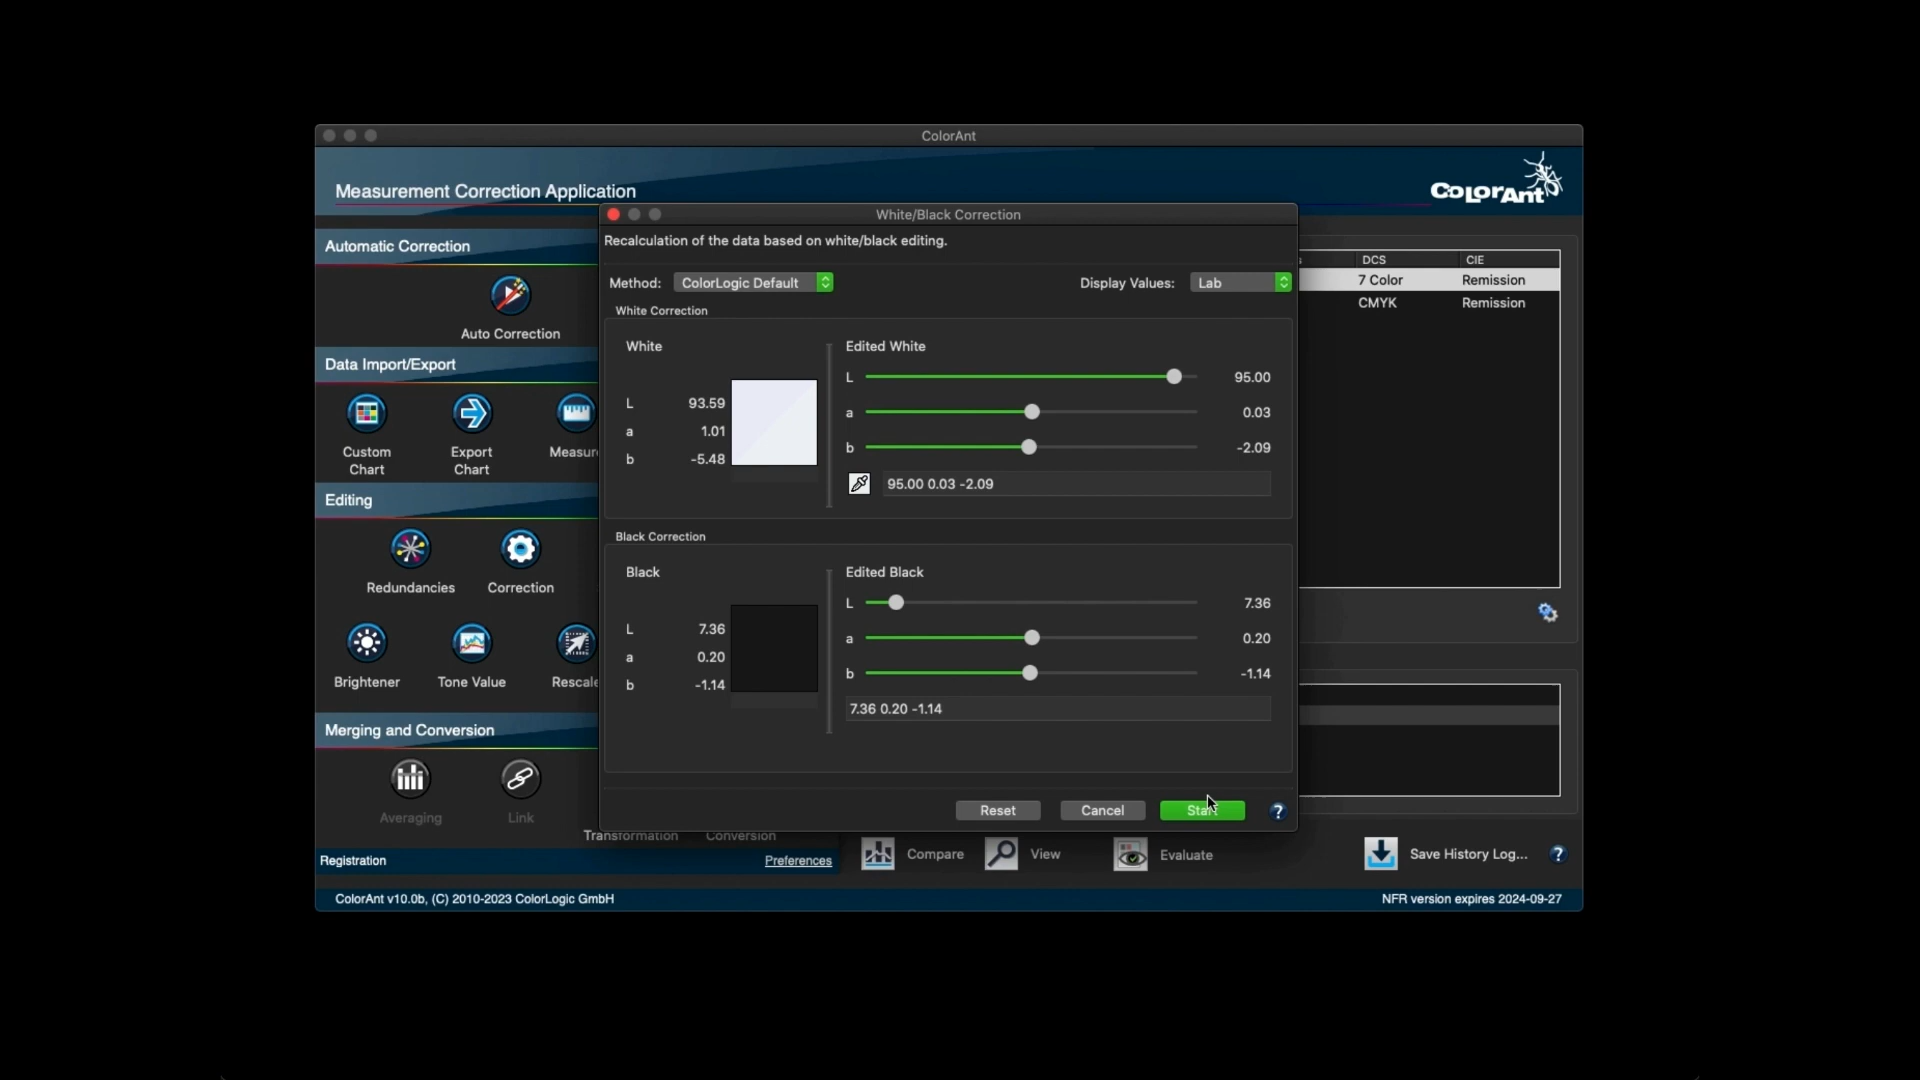 ColorAnt
Measurement Correction Application
ColorAnt
White/Black Correction
Recalculation of the data based on white/black editing.
Method: ColorLogic Default
Display Values: Lab
White Correction
White
L 93.59
a 1.01
b -5.48
Edited White
L 95.00
a 0.03
b -2.09
95.00 0.03 -2.09
Black Correction
Black
L 7.36
a 0.20
b -1.14
Edited Black
L 7.36
a 0.20
b -1.14
7.36 0.20 -1.14
Reset Cancel Start ?
Automatic Correction
Auto Correction
Data Import/Export
Custom Chart
Export Chart
Measur
Editing
Redundancies
Correction
Brightener
Tone Value
Rescale
Merging and Conversion
Averaging
Link
Transformation Conversion
DCS CIE
7 Color Remission
CMYK Remission
Registration Preferences
Compare View Evaluate Save History Log... ?
ColorAnt v10.0b, (C) 2010-2023 ColorLogic GmbH
NFR version expires 2024-09-27